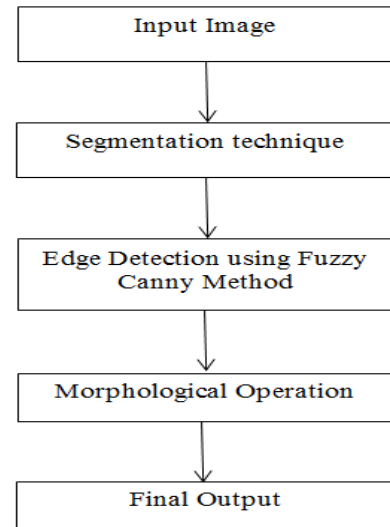 Input Image
Segmentation technique
Edge Detection using Fuzzy
Canny Method
Morphological Operation
Final Output